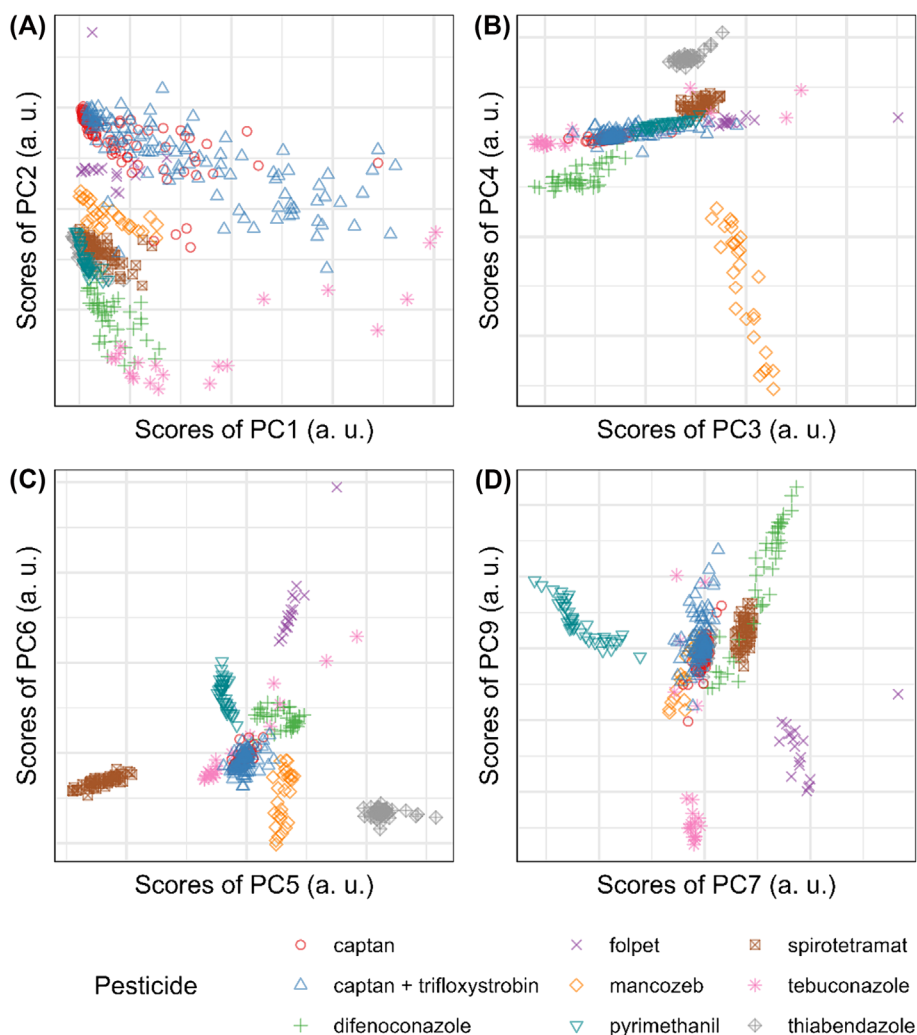 (A)
Scores of PC2 (a. u.)
Scores of PC1 (a. u.)
(B)
Scores of PC4 (a. u.)
Scores of PC3 (a. u.)
(C)
Scores of PC6 (a. u.)
Scores of PC5 (a. u.)
(D)
Scores of PC9 (a. u.)
Scores of PC7 (a. u.)
Pesticide
captan
captan + trifloxystrobin
difenoconazole
folpet
mancozeb
pyrimethanil
spirotetramat
tebuconazole
thiabendazole